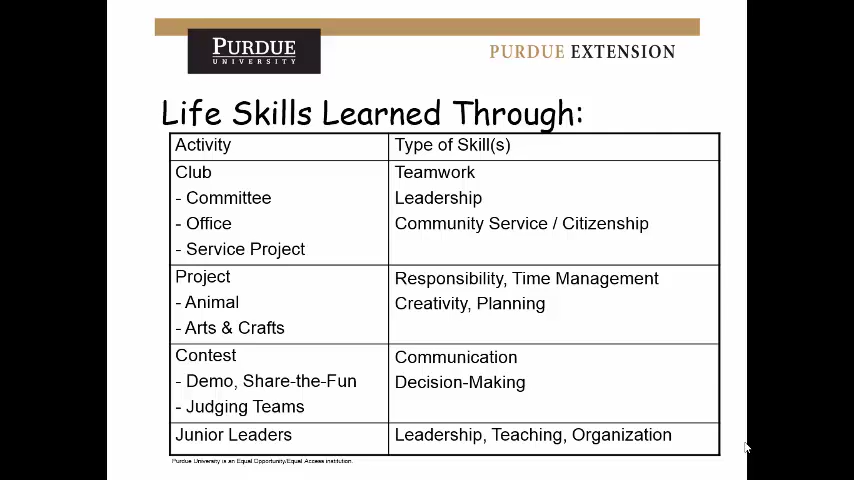 PURDUE
UNIVERSITY
PURDUE EXTENSION
Life Skills Learned Through:
Activity
Type of Skill(s)
Club
- Committee
- Office
- Service Project
Teamwork
Leadership
Community Service / Citizenship
Project
- Animal
- Arts & Crafts
Responsibility, Time Management
Creativity, Planning
Contest
- Demo, Share-the-Fun
- Judging Teams
Communication
Decision-Making
Junior Leaders
Leadership, Teaching, Organization
Purdue University is an Equal Opportunity/Equal Access institution.